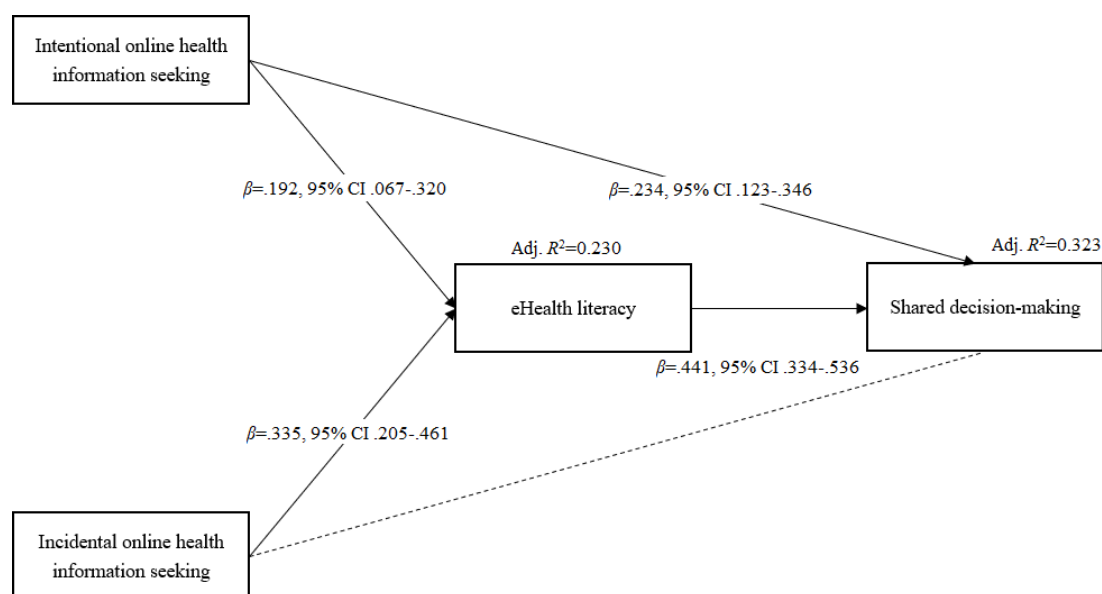 Intentional online health
information seeking
β=.192, 95% CI .067-.320
β=.234, 95% CI .123-.346
Adj. R²=0.230
Adj. R²=0.323
eHealth literacy
Shared decision-making
β=.441, 95% CI .334-.536
β=.335, 95% CI .205-.461
Incidental online health
information seeking